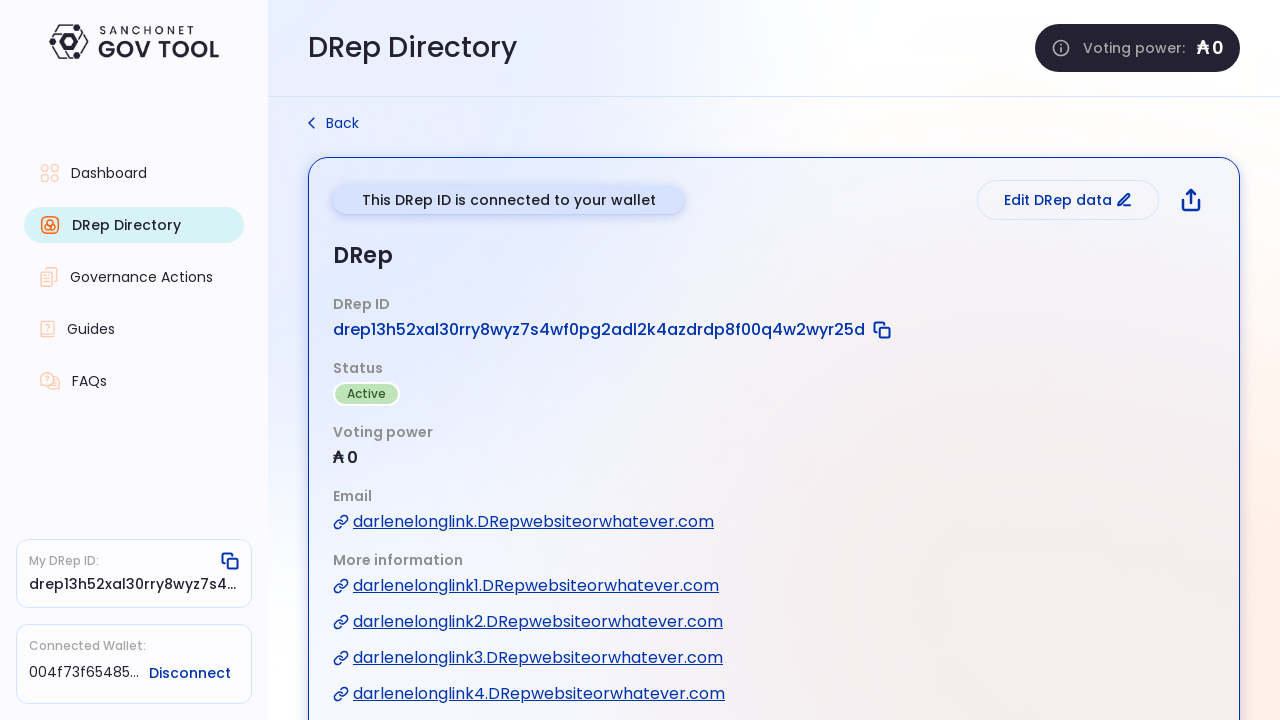 SANCHONET
GOV TOOL
Dashboard
DRep Directory
Governance Actions
Guides
FAQs
My DRep ID:
drep13h52xal30rry8wyz7s4...
Connected Wallet:
004f73f65485... Disconnect
DRep Directory
Voting power: ₳0
Back
This DRep ID is connected to your wallet
Edit DRep data
DRep
DRep ID
drep13h52xal30rry8wyz7s4wf0pg2adl2k4azdrdp8f00q4w2wyr25d
Status
Active
Voting power
₳0
Email
darlenelonglink.DRepwebsiteorwhatever.com
More information
darlenelonglink1.DRepwebsiteorwhatever.com
darlenelonglink2.DRepwebsiteorwhatever.com
darlenelonglink3.DRepwebsiteorwhatever.com
darlenelonglink4.DRepwebsiteorwhatever.com